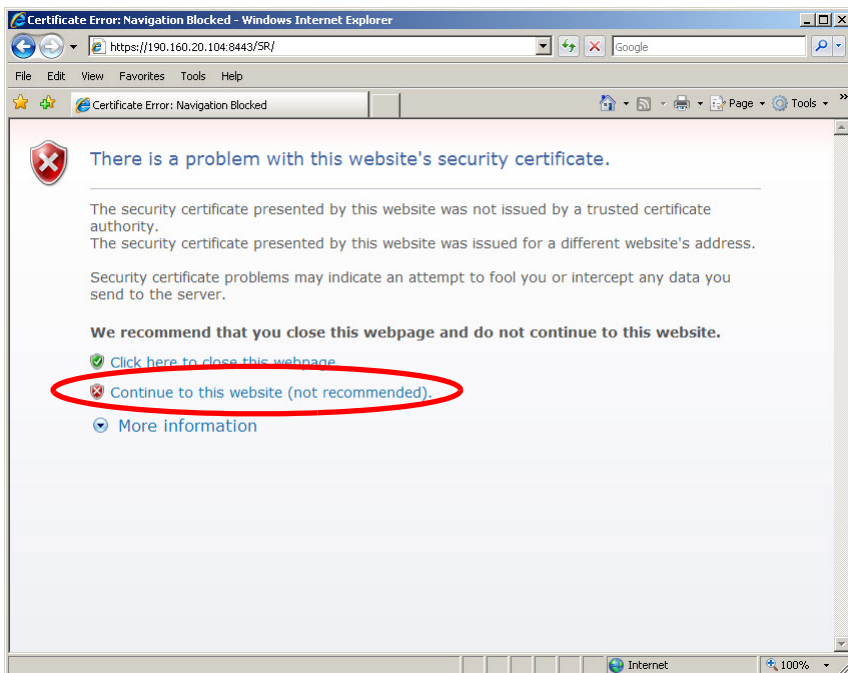 Certificate Error: Navigation Blocked - Windows Internet Explorer
https://190.160.20.104:8443/SR/
Google
File Edit View Favorites Tools Help
Certificate Error: Navigation Blocked
Page Tools
There is a problem with this website's security certificate.
The security certificate presented by this website was not issued by a trusted certificate
authority.
The security certificate presented by this website was issued for a different website's address.
Security certificate problems may indicate an attempt to fool you or intercept any data you
send to the server.
We recommend that you close this webpage and do not continue to this website.
Click here to close this webpage.
Continue to this website (not recommended).
More information
Internet
100%